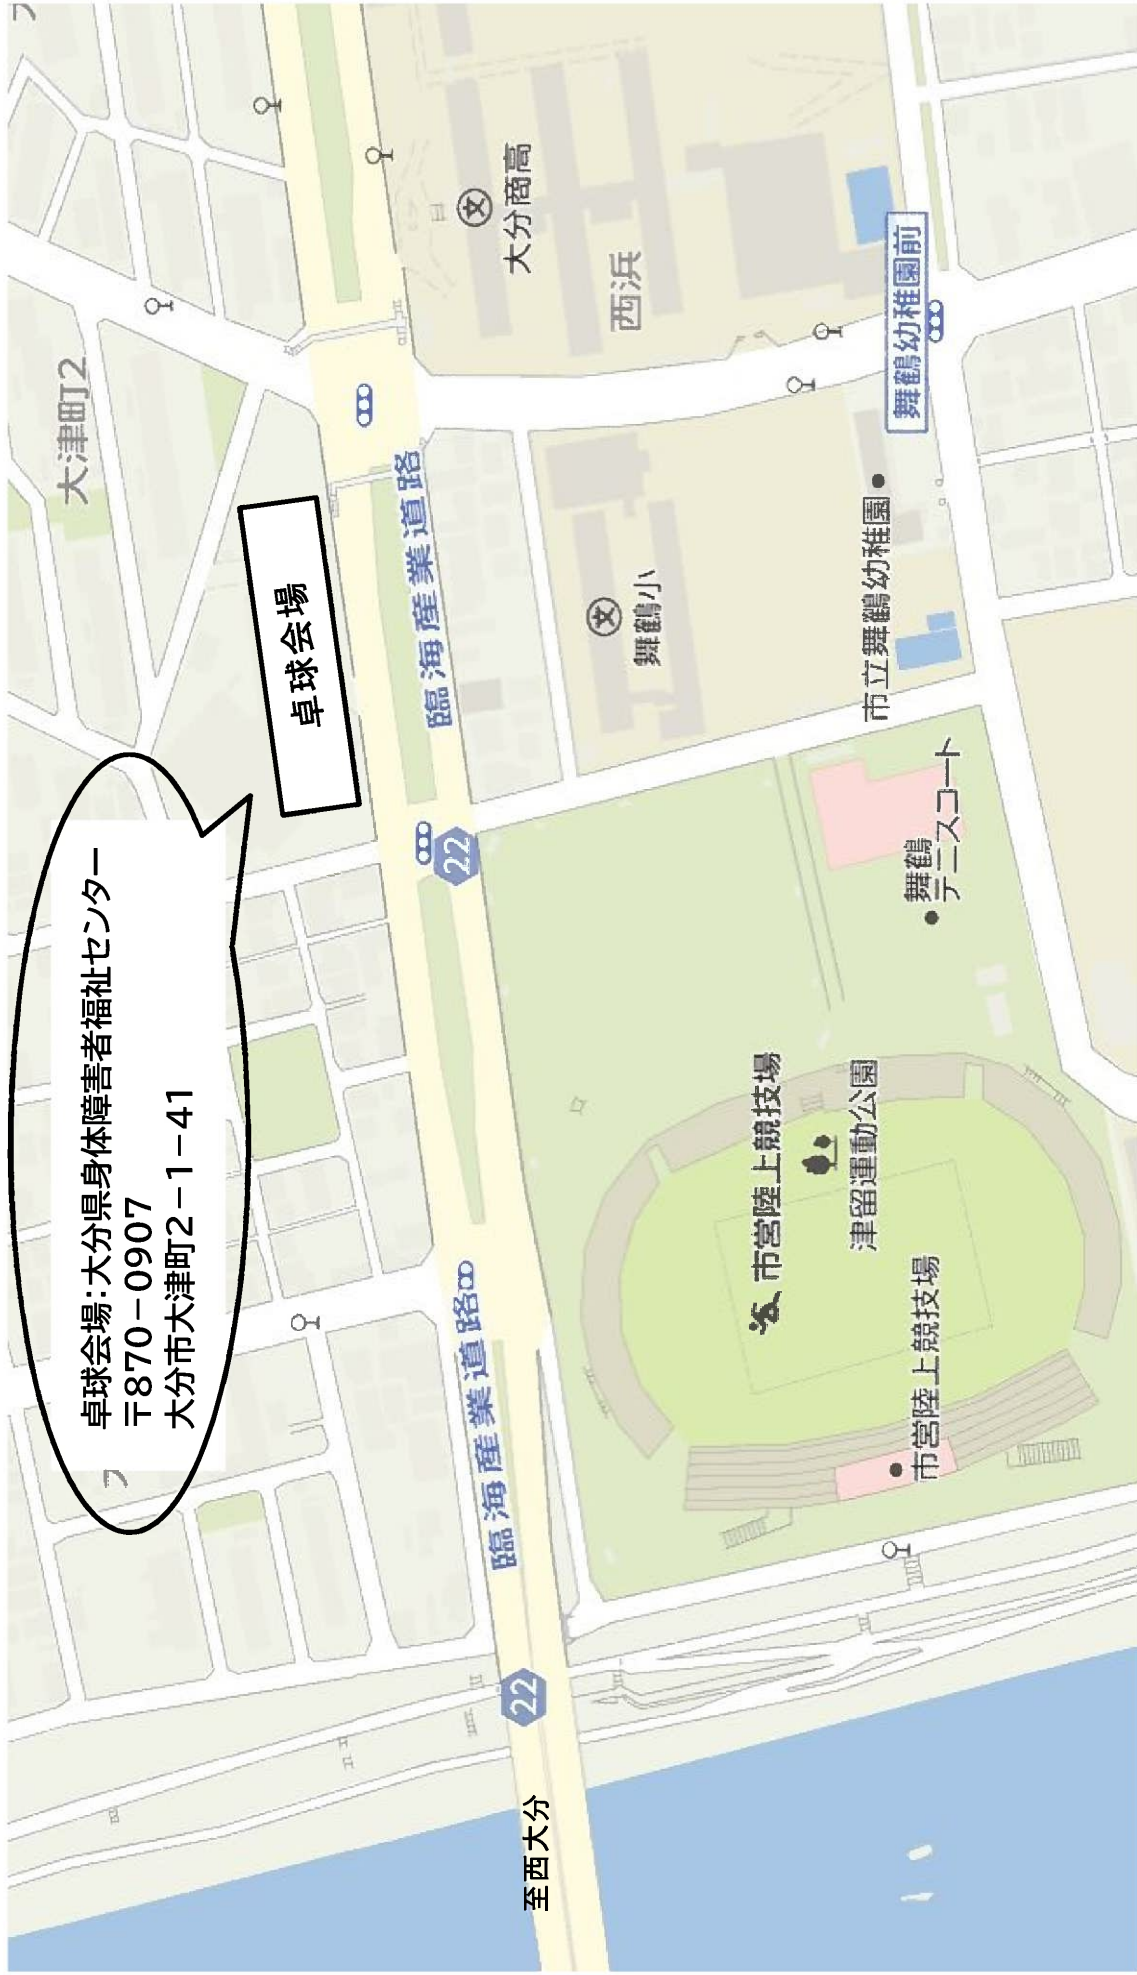 卓球会場：大分県身体障害者福祉センター
〒870-0907
大分市大津町2-1-41
大津町2
卓球会場
臨海産業道路
22
臨海産業道路
22
至西大分
大分商高
西浜
舞鶴小
舞鶴幼稚園前
市立舞鶴幼稚園
舞鶴
テニスコート
市営陸上競技場
津留運動公園
市営陸上競技場